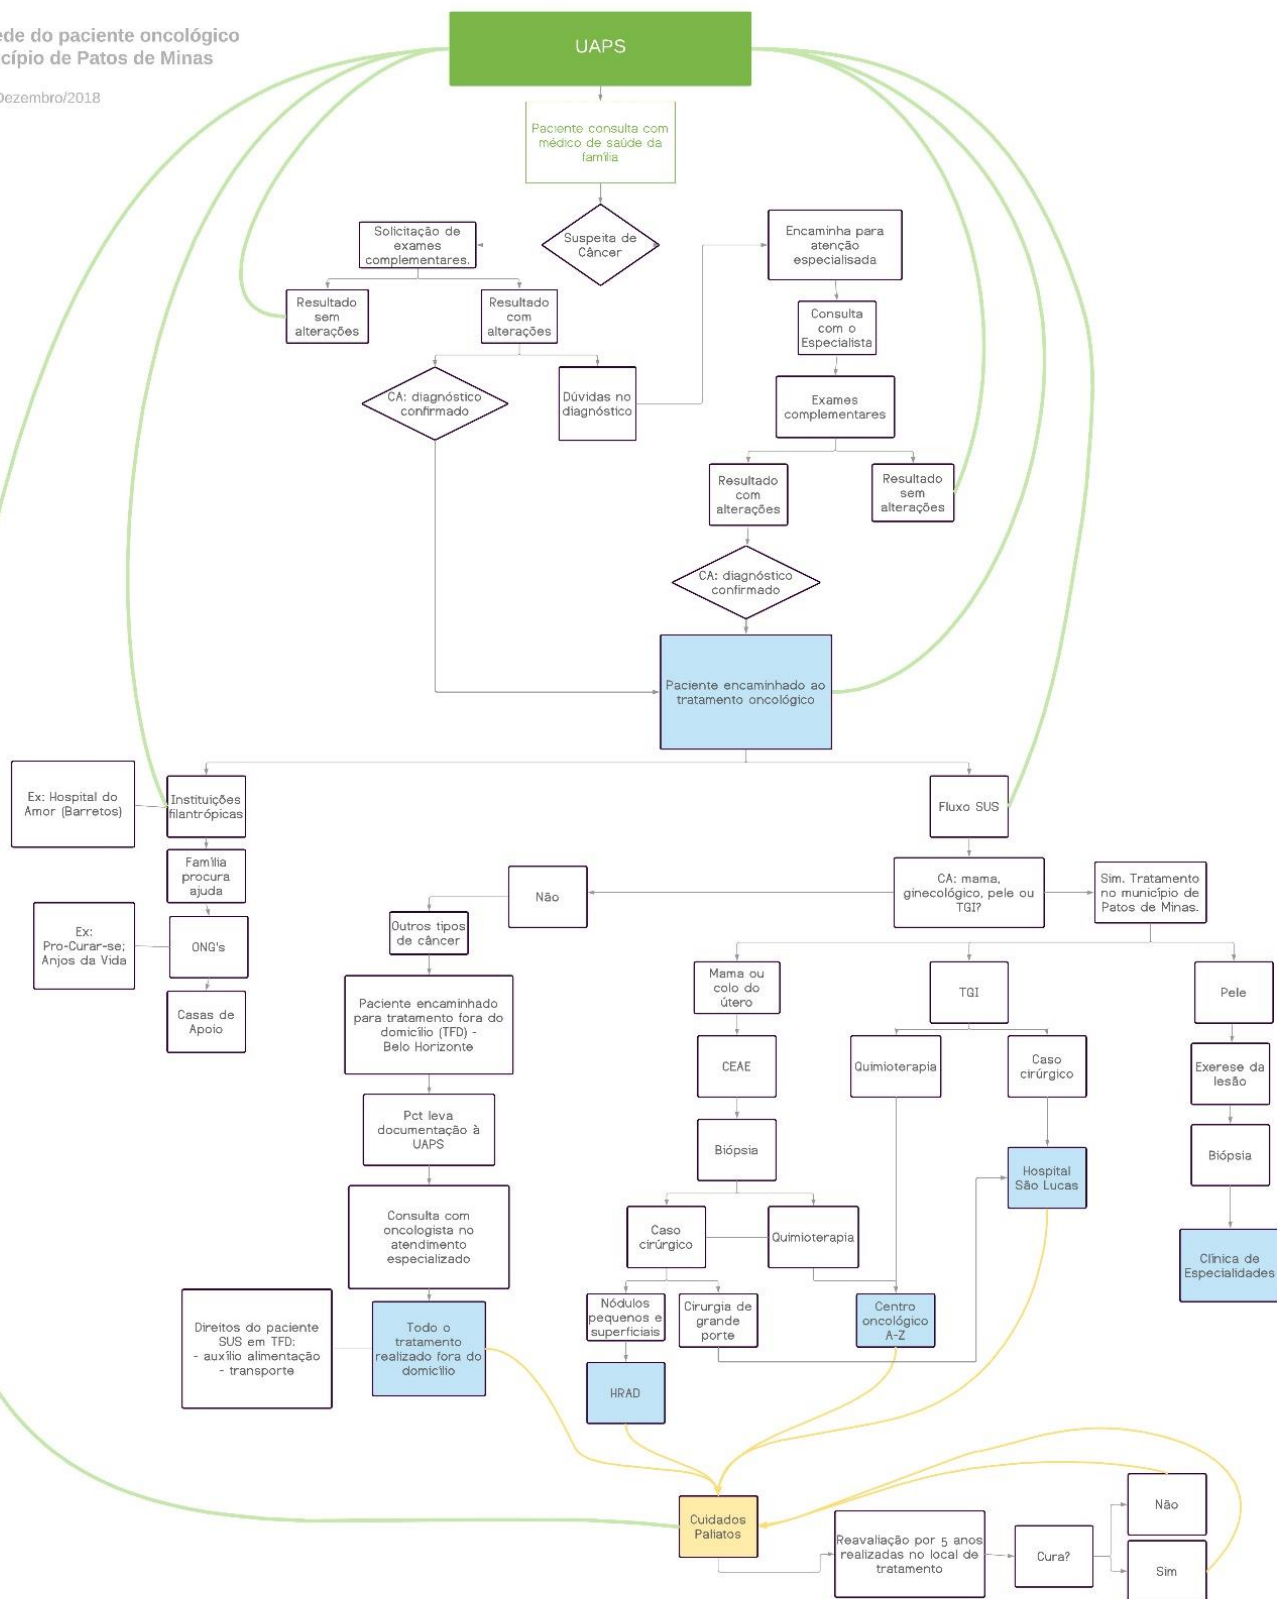 ede do paciente oncológico
cípio de Patos de Minas
Dezembro/2018
UAPS
Paciente consulta com
médico de saúde da
família
Suspeita de
Câncer
Solicitação de
exames
complementares.
Encaminha para
atenção
especialisada
Resultado
sem
alterações
Resultado
com
alterações
Consulta
com o
Especialista
CA: diagnóstico
confirmado
Dúvidas no
diagnóstico
Exames
complementares
Resultado
com
alterações
Resultado
sem
alterações
CA: diagnóstico
confirmado
Paciente encaminhado ao
tratamento oncológico
Ex: Hospital do
Amor (Barretos)
Instituições
filantrópicas
Fluxo SUS
Família
procura
ajuda
Não
CA: mama,
ginecológico, pele ou
TGI?
Sim. Tratamento
no município de
Patos de Minas.
Ex:
Pro-Curar-se;
Anjos da Vida
ONG's
Outros tipos
de câncer
Casas de
Apoio
Paciente encaminhado
para tratamento fora do
domicílio (TFD) -
Belo Horizonte
Mama ou
colo do
útero
TGI
Pele
CEAE
Quimioterapia
Caso
cirúrgico
Exerese da
lesão
Pct leva
documentação à
UAPS
Biópsia
Hospital
São Lucas
Biópsia
Consulta com
oncologista no
atendimento
especializado
Caso
cirúrgico
Quimioterapia
Clínica de
Especialidades
Direitos do paciente
SUS em TFD:
- auxílio alimentação
- transporte
Todo o
tratamento
realizado fora do
domicílio
Nódulos
pequenos e
superficiais
Cirurgia de
grande
porte
Centro
oncológico
A-Z
HRAD
Cuidados
Paliatos
Reavaliação por 5 anos
realizadas no local de
tratamento
Cura?
Não
Sim